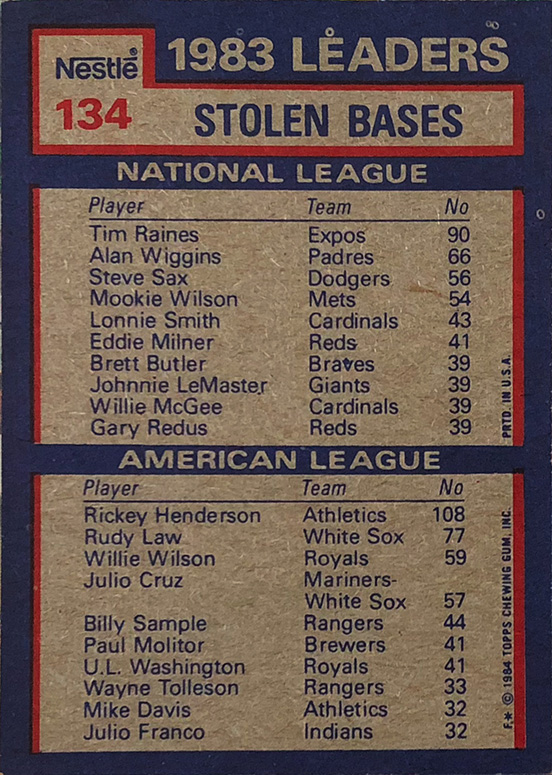 Nestlé®
1983 LEADERS
134
STOLEN BASES
NATIONAL LEAGUE
Player Team No
Tim Raines Expos 90
Alan Wiggins Padres 66
Steve Sax Dodgers 56
Mookie Wilson Mets 54
Lonnie Smith Cardinals 43
Eddie Milner Reds 41
Brett Butler Braves 39
Johnnie LeMaster Giants 39
Willie McGee Cardinals 39
Gary Redus Reds 39
PRTD. IN U.S.A.
AMERICAN LEAGUE
Player Team No
Rickey Henderson Athletics 108
Rudy Law White Sox 77
Willie Wilson Royals 59
Julio Cruz Mariners-
White Sox 57
Billy Sample Rangers 44
Paul Molitor Brewers 41
U.L. Washington Royals 41
Wayne Tolleson Rangers 33
Mike Davis Athletics 32
Julio Franco Indians 32
F.* © 1984 TOPPS CHEWING GUM, INC.